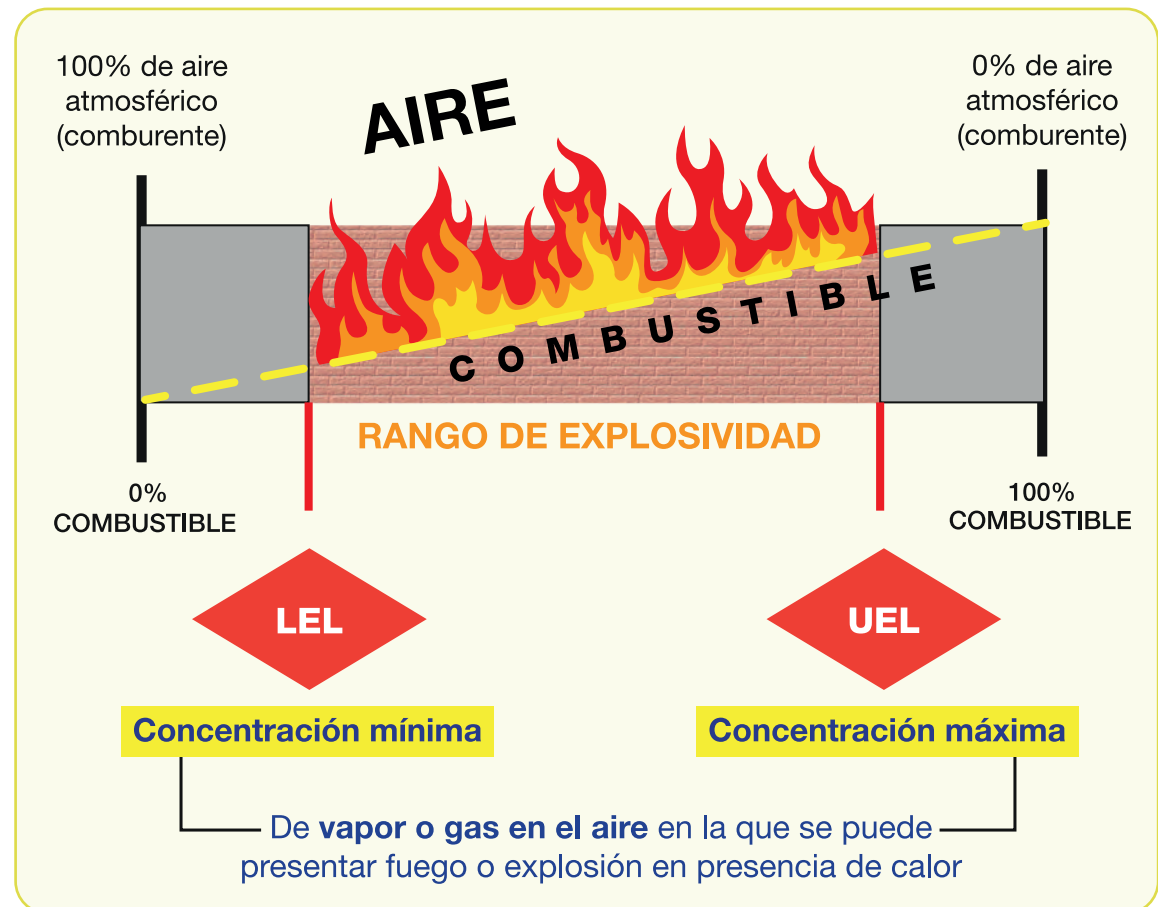 100% de aire
atmosférico
(comburente)
AIRE
0% de aire
atmosférico
(comburente)
COMBUSTIBLE
RANGO DE EXPLOSIVIDAD
0%
COMBUSTIBLE
100%
COMBUSTIBLE
LEL
UEL
Concentración mínima
Concentración máxima
De vapor o gas en el aire en la que se puede
presentar fuego o explosión en presencia de calor